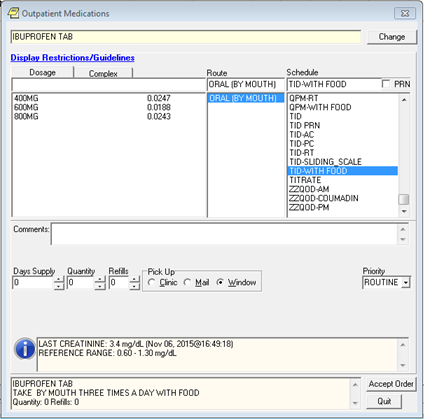 Outpatient Medications
IBUPROFEN TAB
Change
Display Restrictions/Guidelines
Dosage Complex Route Schedule
ORAL (BY MOUTH) TID-WITH FOOD PRN
400MG 0.0247
600MG 0.0188
800MG 0.0243
ORAL (BY MOUTH)
QPM-RT
QPM-WITH FOOD
TID
TID PRN
TID-AC
TID-PC
TID-RT
TID-SLIDING_SCALE
TID-WITH FOOD
TITRATE
ZZQOD-AM
ZZQOD-COUMADIN
ZZQOD-PM
Comments:
Days Supply Quantity Refills Pick Up Priority
0 0 0 Clinic Mail Window ROUTINE
LAST CREATININE: 3.4 mg/dL (Nov 06, 2015@16:49:18)
REFERENCE RANGE: 0.60 - 1.30 mg/dL
IBUPROFEN TAB
TAKE BY MOUTH THREE TIMES A DAY WITH FOOD
Quantity: 0 Refills: 0
Accept Order
Quit